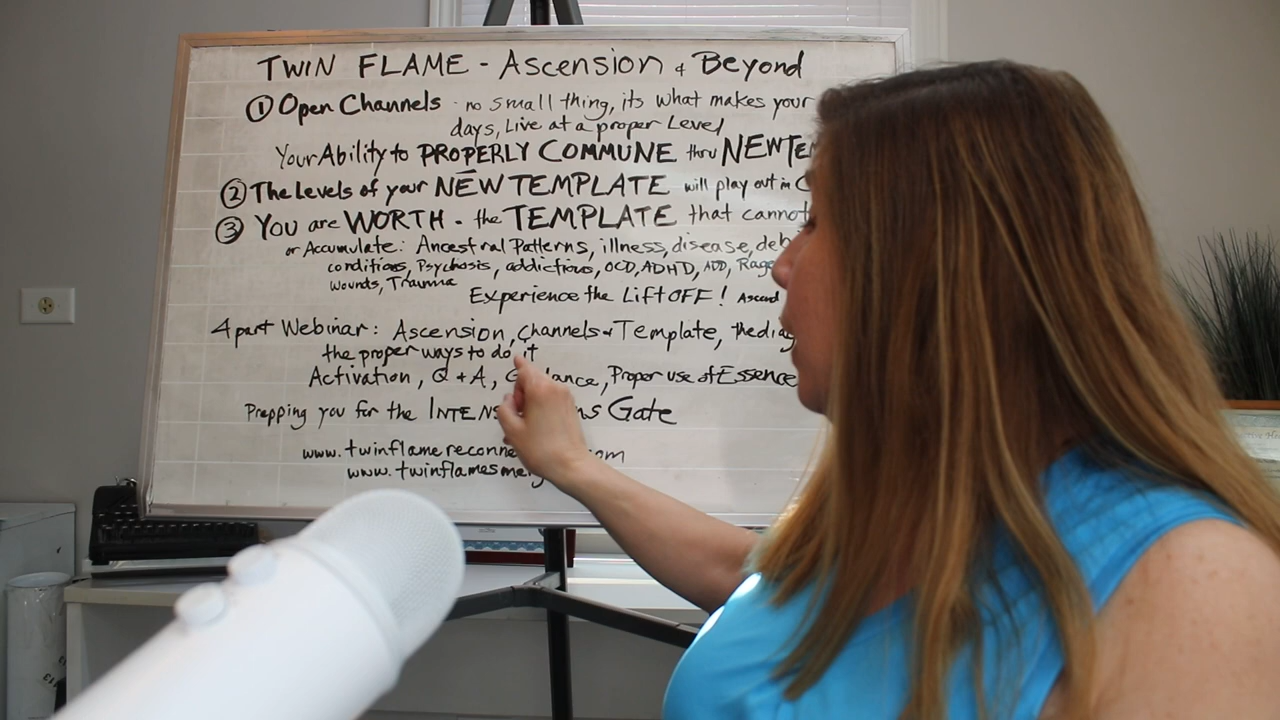 TWIN FLAME - Ascension & Beyond
① Open Channels - no small thing, its what makes your
days, Live at a proper Level
Your Ability to PROPERLY COMMUNE thru NEW
② The Levels of your NEW TEMPLATE will play out in
③ You are WORTH - the TEMPLATE that cannot
or Accumulate: Ancestral Patterns, illness, disease,
conditions, Psychosis, addictions, OCD, ADHD, ADD, Rage
wounds, Trauma
Experience the LiftOFF! Ascend
4 part Webinar: Ascension, Channels & Template, the
the proper ways to do it
Activation, Q + A, Proper use of Essence
Prepping you for the Gate
www.twinflamereconne
www.twinflamesme